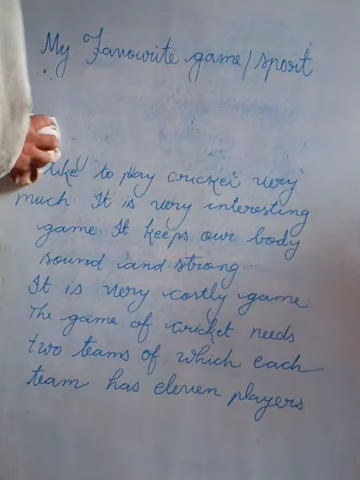 My Favourite game/sport
like to play cricket very
much It is very interesting
game It keeps our body
sound and strong
It is very costly game
The game of cricket needs
two teams of which each
team has eleven players